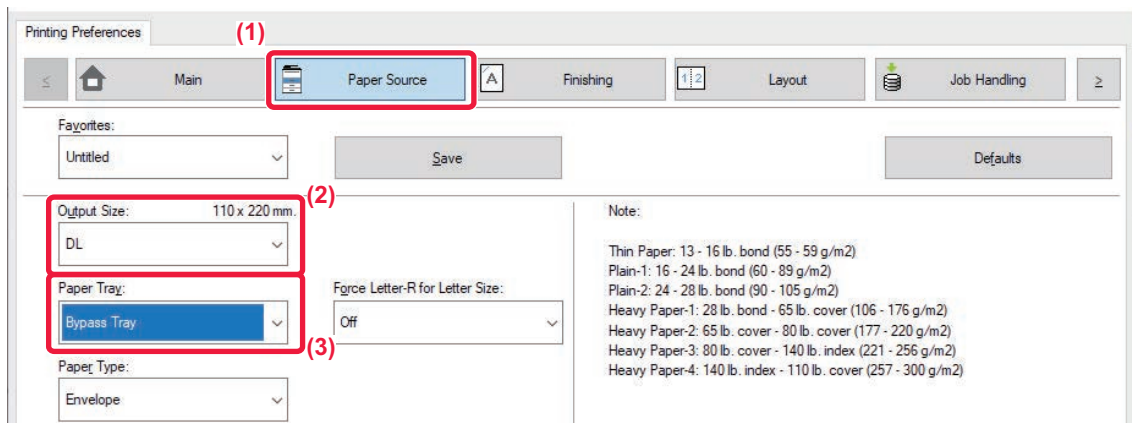 Printing Preferences
(1)
≤
Main
Paper Source
A
Finishing
1 2
Layout
Job Handling
≥
Favorites:
Untitled
Save
Defaults
(2)
Output Size: 110 x 220 mm.
DL
Paper Tray:
Bypass Tray
(3)
Force Letter-R for Letter Size:
Off
Paper Type:
Envelope
Note:
Thin Paper: 13 - 16 lb. bond (55 - 59 g/m2)
Plain-1: 16 - 24 lb. bond (60 - 89 g/m2)
Plain-2: 24 - 28 lb. bond (90 - 105 g/m2)
Heavy Paper-1: 28 lb. bond - 65 lb. cover (106 - 176 g/m2)
Heavy Paper-2: 65 lb. cover - 80 lb. cover (177 - 220 g/m2)
Heavy Paper-3: 80 lb. cover - 140 lb. index (221 - 256 g/m2)
Heavy Paper-4: 140 lb. index - 110 lb. cover (257 - 300 g/m2)